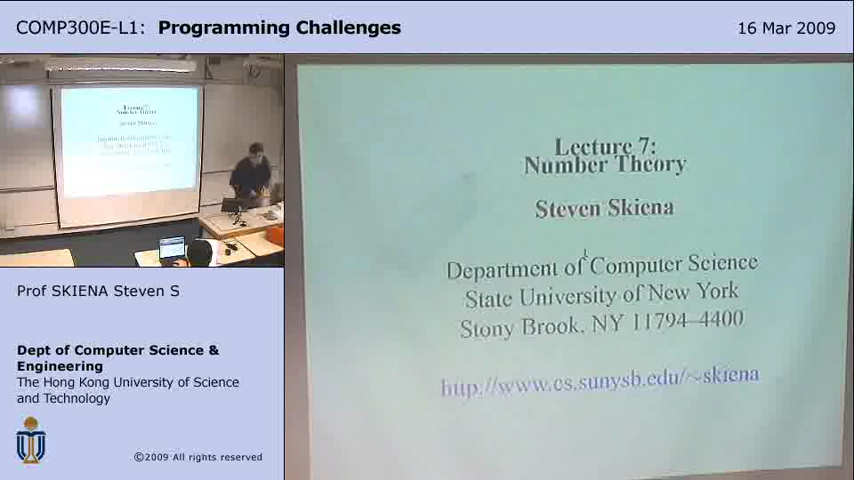 COMP300E-L1: Programming Challenges
16 Mar 2009
Lecture 7:
Number Theory
Steven Skiena
Department of Computer Science
State University of New York
Stony Brook, NY 11794–4400
http://www.cs.sunysb.edu/~skiena
Prof SKIENA Steven S
Dept of Computer Science &
Engineering
The Hong Kong University of Science
and Technology
©2009 All rights reserved